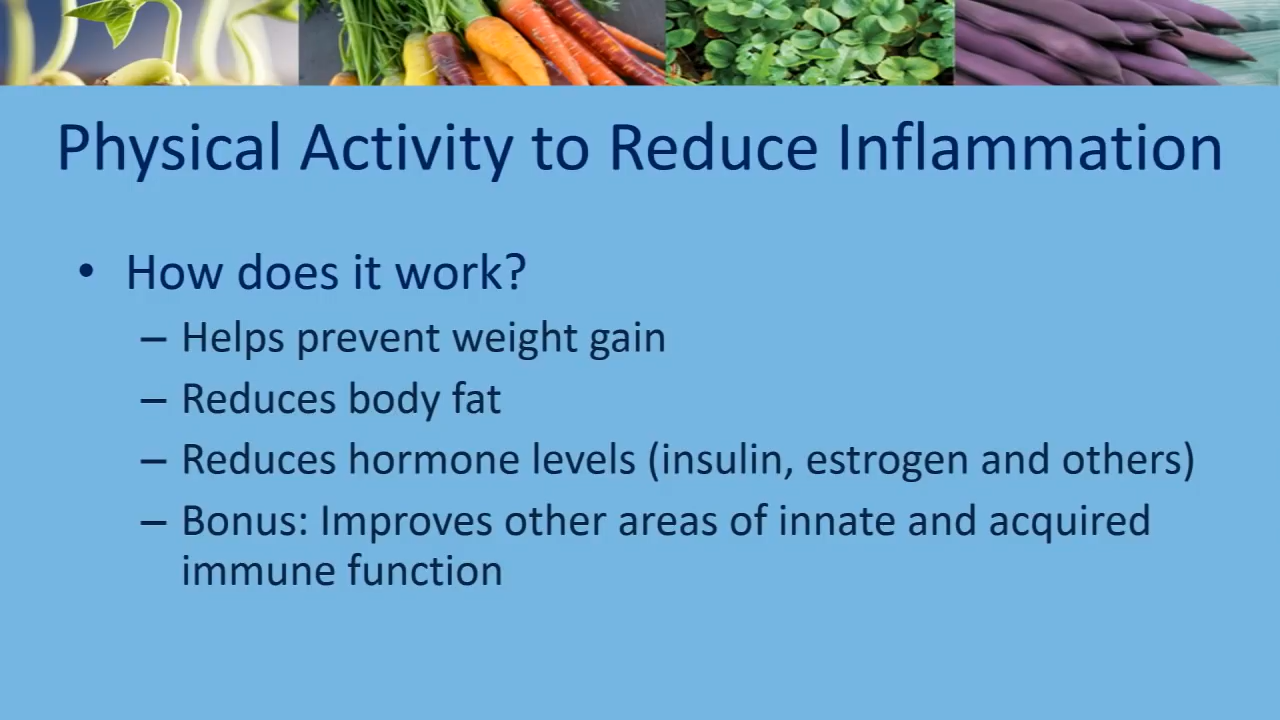 Physical Activity to Reduce Inflammation
• How does it work?
– Helps prevent weight gain
– Reduces body fat
– Reduces hormone levels (insulin, estrogen and others)
– Bonus: Improves other areas of innate and acquired
immune function